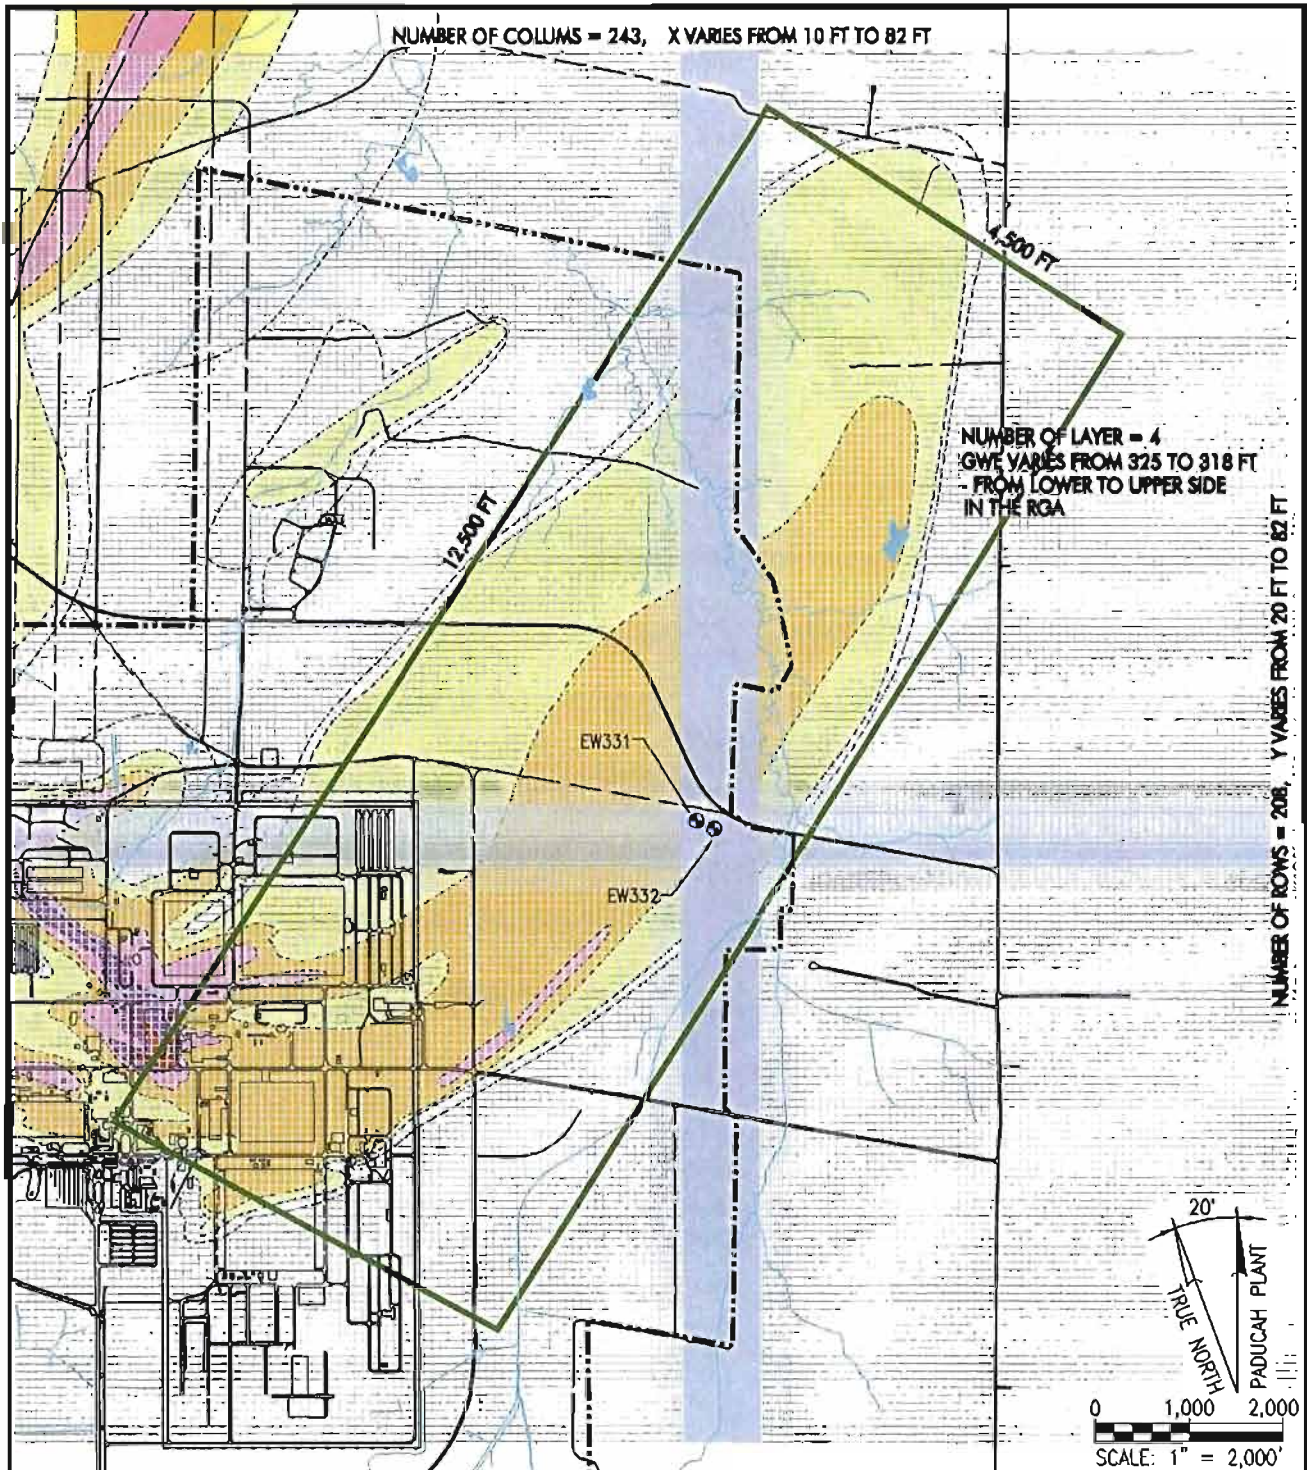 NUMBER OF COLUMS = 243, X VARIES FROM 10 FT TO 82 FT
4,500 FT
NUMBER OF LAYER = 4
GWE VARIES FROM 325 TO 318 FT
- FROM LOWER TO UPPER SIDE
IN THE RGA
12,500 FT
NUMBER OF ROWS = 208, Y VARIES FROM 20 FT TO 82 FT
EW331
EW332
20'
TRUE NORTH
PADUCAH PLANT
0 1,000 2,000
SCALE: 1" = 2,000'